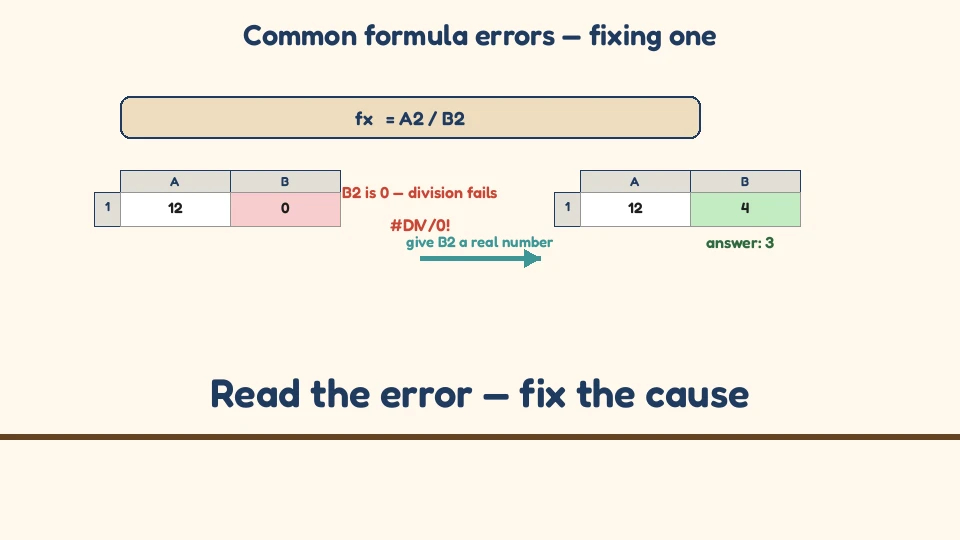 Common formula errors — fixing one
fx = A2 / B2
A B
1 12 0
B2 is 0 — division fails
#DIV/0!
give B2 a real number
A B
1 12 4
answer: 3
Read the error — fix the cause